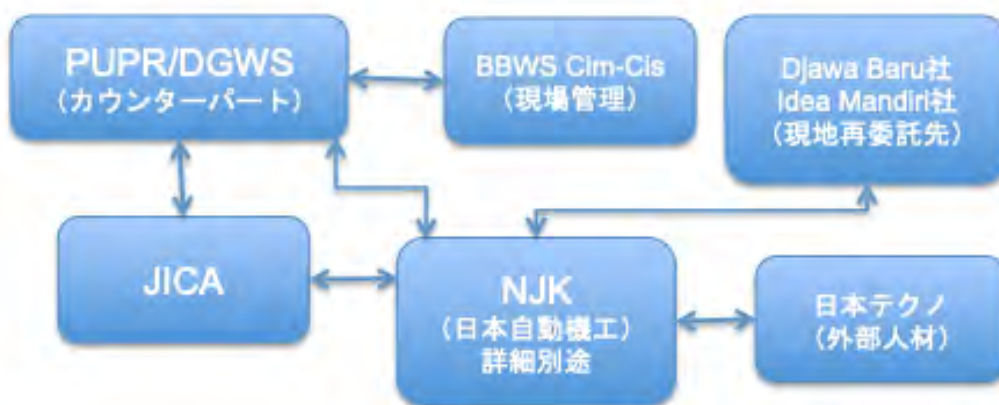 PUPR/DGWS
（カウンターパート）
BBWS Cim-Cis
（現場管理）
Djawa Baru社
Idea Mandiri社
（現地再委託先）
JICA
NJK
（日本自動機工）
詳細別途
日本テクノ
（外部人材）